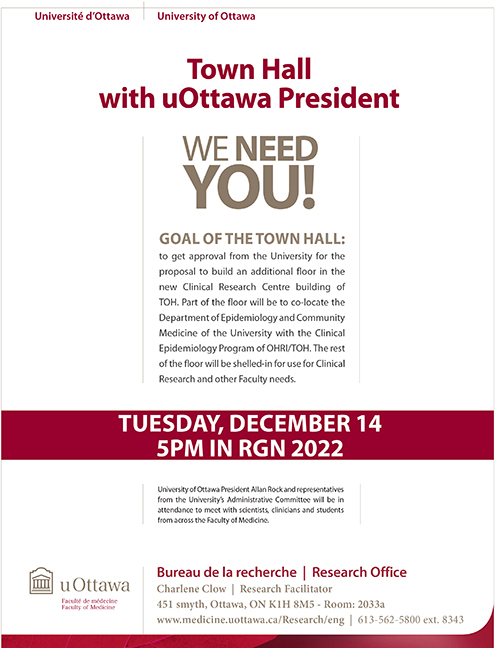 Université d'Ottawa | University of Ottawa
Town Hall
with uOttawa President
WE NEED
YOU!
GOAL OF THE TOWN HALL:
to get approval from the University for the
proposal to build an additional floor in the
new Clinical Research Centre building of
TOH. Part of the floor will be to co-locate the
Department of Epidemiology and Community
Medicine of the University with the Clinical
Epidemiology Program of OHRI/TOH. The rest
of the floor will be shelled-in for use for Clinical
Research and other Faculty needs.
TUESDAY, DECEMBER 14
5PM IN RGN 2022
University of Ottawa President Allan Rock and representatives
from the University's Administrative Committee will be in
attendance to meet with scientists, clinicians and students
from across the Faculty of Medicine.
uOttawa
Faculté de médecine
Faculty of Medicine
Bureau de la recherche | Research Office
Charlene Clow | Research Facilitator
451 smyth, Ottawa, ON K1H 8M5 - Room: 2033a
www.medicine.uottawa.ca/Research/eng | 613-562-5800 ext. 8343